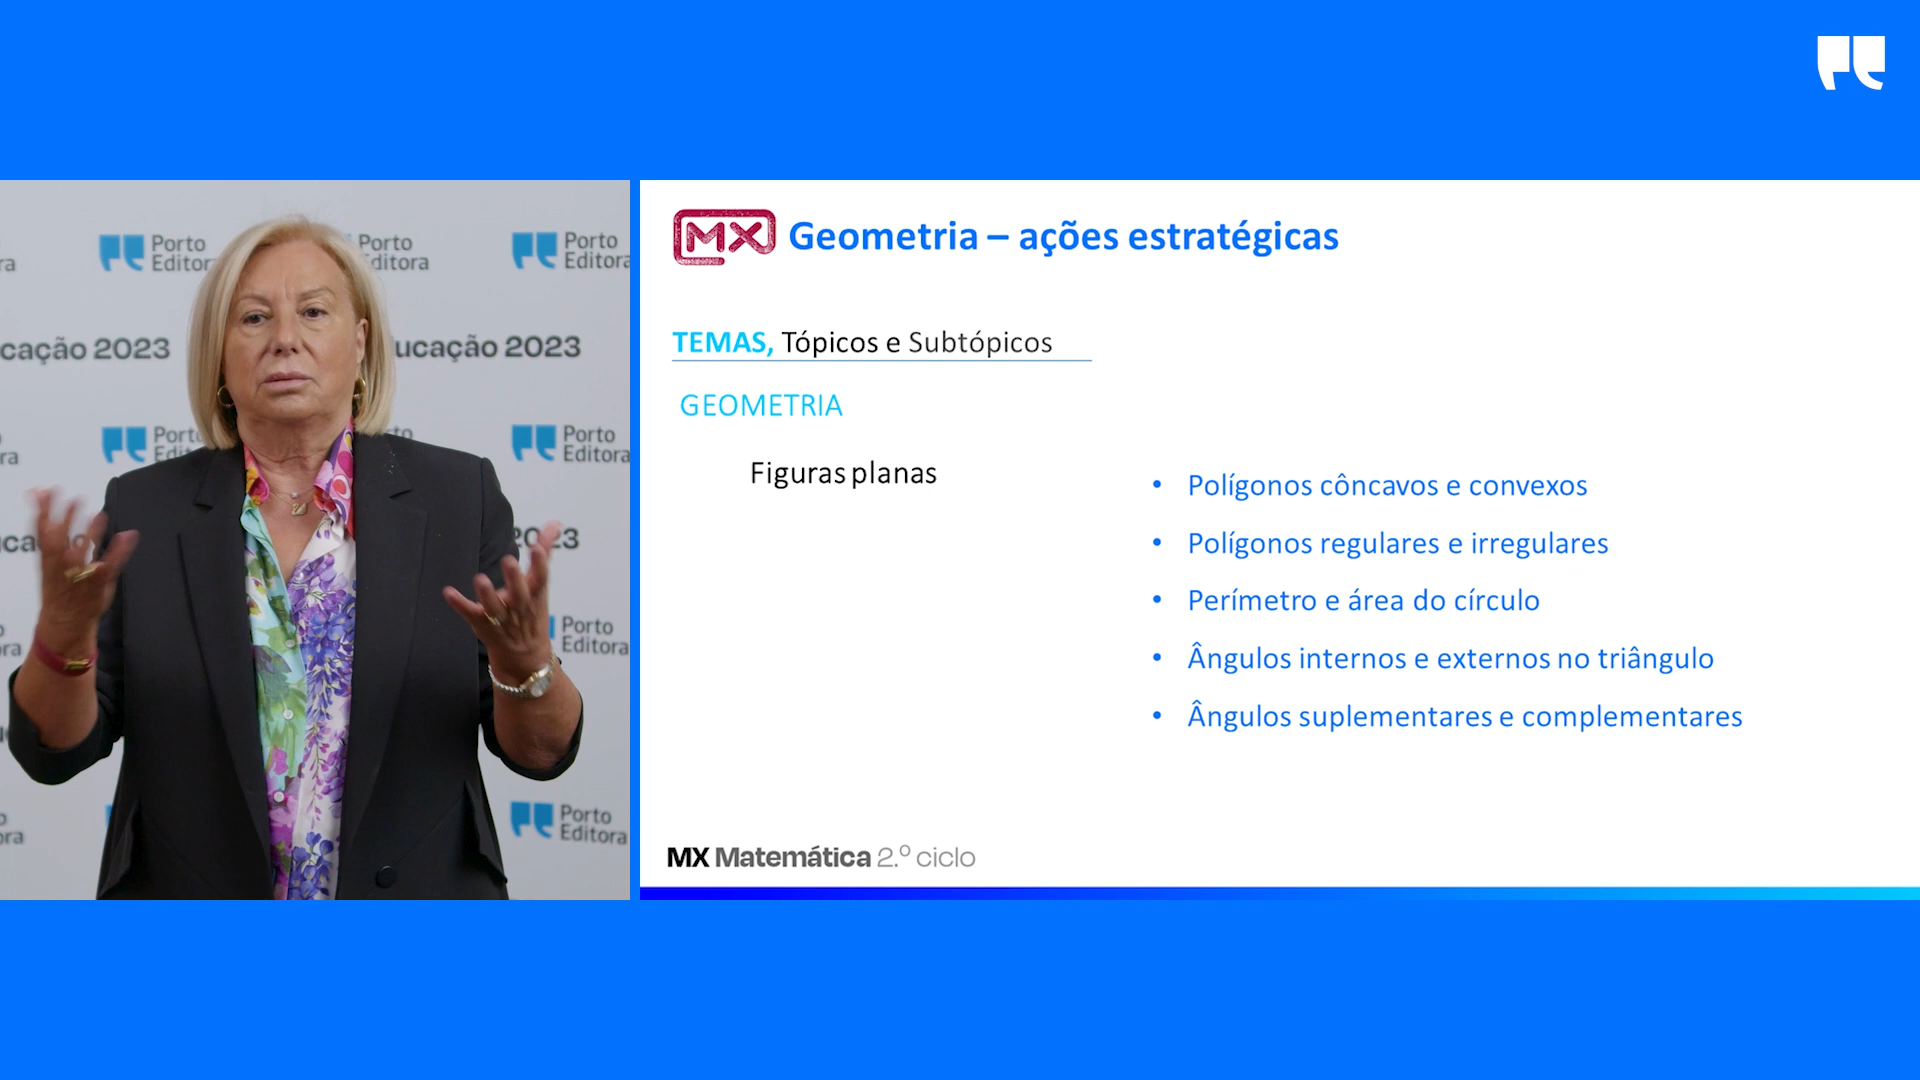 Porto
Editora
Porto
Editora
Porto
Editora
cação 2023
ucação 2023
Porto
Editora
2023
Porto
Editora
Porto
Editora
MX Geometria – ações estratégicas
TEMAS, Tópicos e Subtópicos
GEOMETRIA
Figuras planas
• Polígonos côncavos e convexos
• Polígonos regulares e irregulares
• Perímetro e área do círculo
• Ângulos internos e externos no triângulo
• Ângulos suplementares e complementares
MX Matemática 2.º ciclo